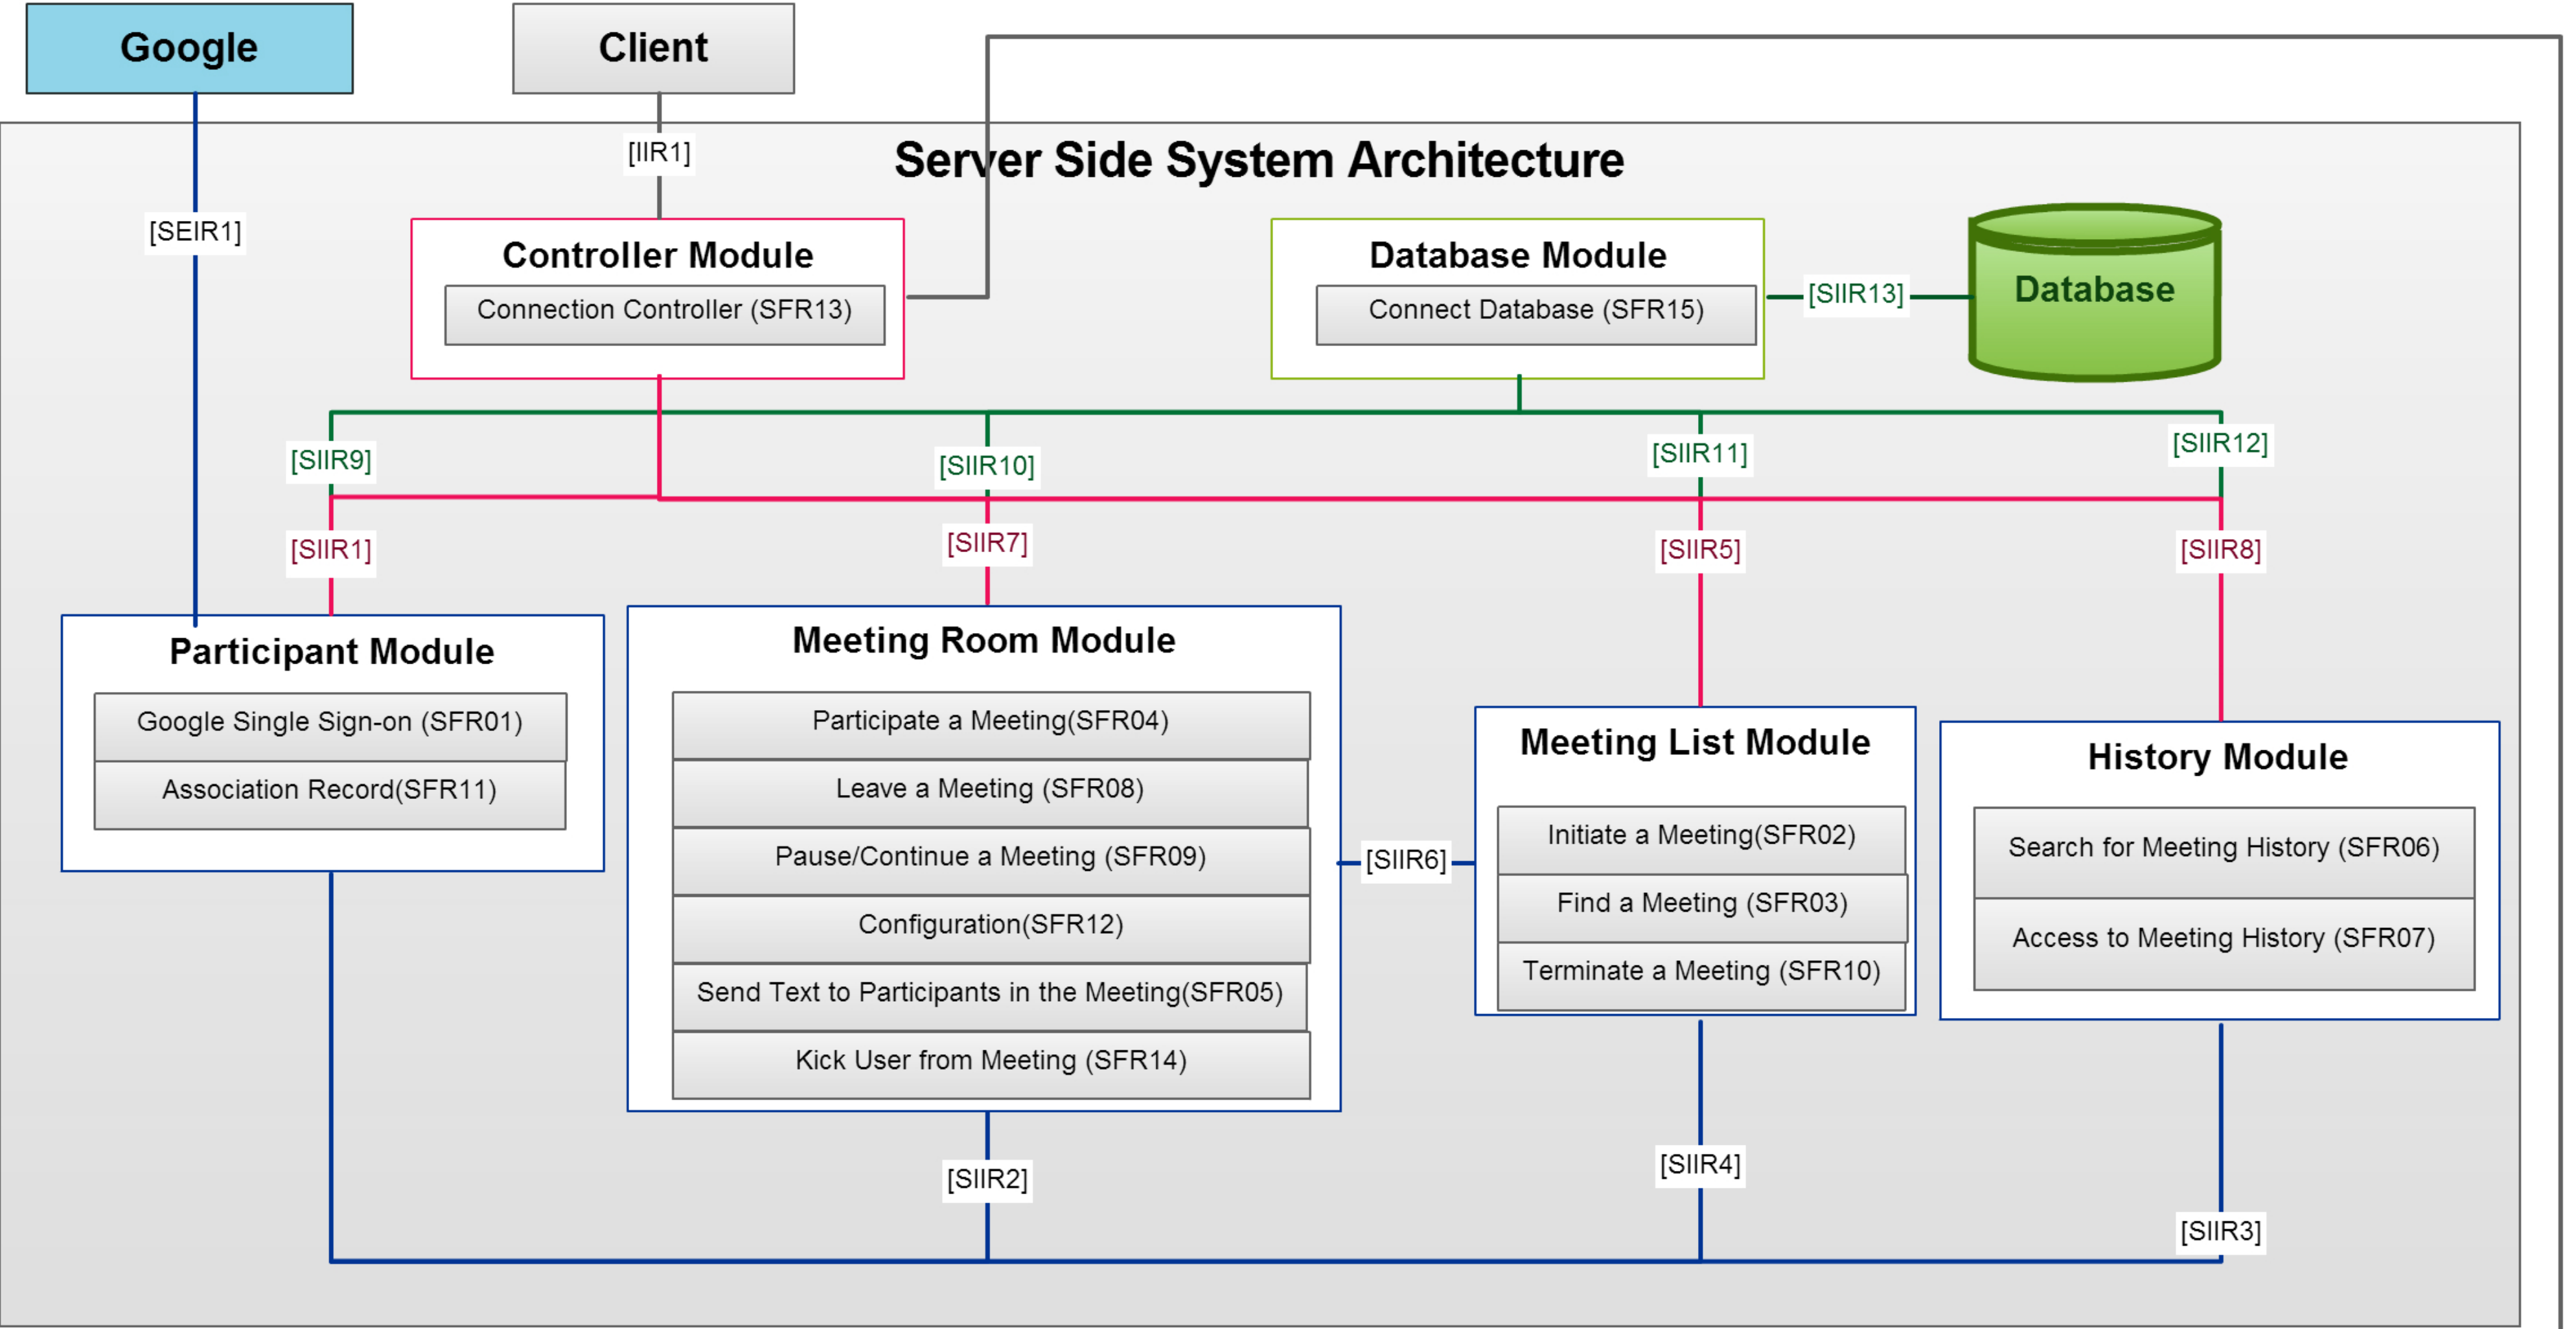 Google
Client
[IIR1]
Server Side System Architecture
[SEIR1]
Controller Module
Connection Controller (SFR13)
Database Module
Connect Database (SFR15)
[SIIR13]
Database
[SIIR9]
[SIIR10]
[SIIR11]
[SIIR12]
[SIIR1]
[SIIR7]
[SIIR5]
[SIIR8]
Participant Module
Google Single Sign-on (SFR01)
Association Record(SFR11)
Meeting Room Module
Participate a Meeting(SFR04)
Leave a Meeting (SFR08)
Pause/Continue a Meeting (SFR09)
Configuration(SFR12)
Send Text to Participants in the Meeting(SFR05)
Kick User from Meeting (SFR14)
[SIIR6]
Meeting List Module
Initiate a Meeting(SFR02)
Find a Meeting (SFR03)
Terminate a Meeting (SFR10)
History Module
Search for Meeting History (SFR06)
Access to Meeting History (SFR07)
[SIIR2]
[SIIR4]
[SIIR3]